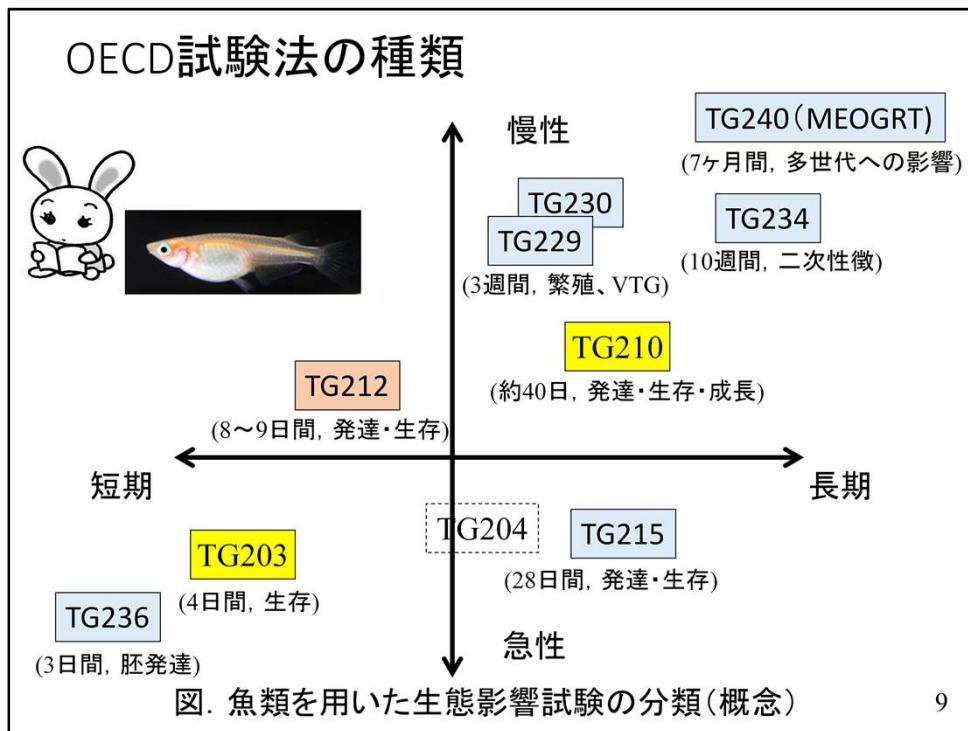 OECD試験法の種類
慢性
TG240(MEOGRT)
(7ヶ月間, 多世代への影響)
TG230
TG229
(3週間, 繁殖、VTG)
TG234
(10週間, 二次性徴)
TG210
(約40日, 発達・生存・成長)
TG212
(8～9日間, 発達・生存)
短期
長期
TG204
TG215
(28日間, 発達・生存)
TG203
(4日間, 生存)
TG236
(3日間, 胚発達)
急性
図. 魚類を用いた生態影響試験の分類(概念)
9